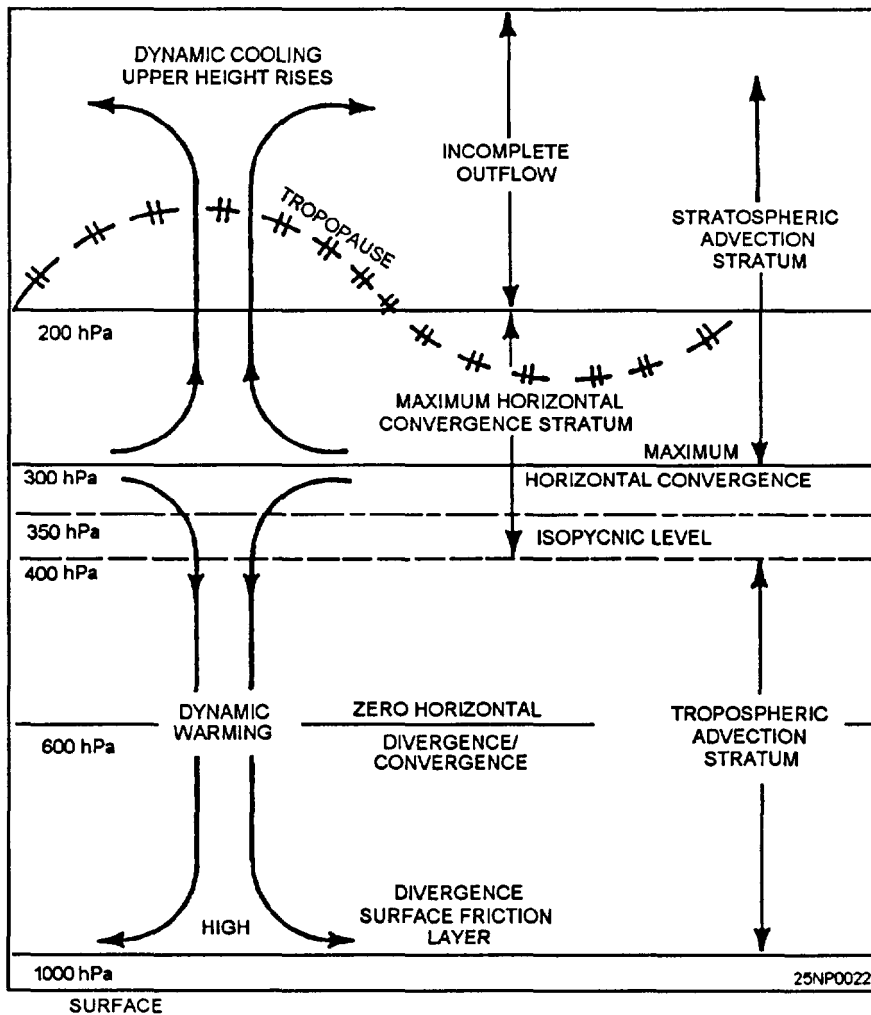 DYNAMIC COOLING
UPPER HEIGHT RISES
INCOMPLETE
OUTFLOW
TROPOPAUSE
STRATOSPHERIC
ADVECTION
STRATUM
200 hPa
MAXIMUM HORIZONTAL
CONVERGENCE STRATUM
MAXIMUM
300 hPa
HORIZONTAL CONVERGENCE
350 hPa
ISOPYCNIC LEVEL
400 hPa
DYNAMIC
WARMING
ZERO HORIZONTAL
TROPOSPHERIC
ADVECTION
STRATUM
600 hPa
DIVERGENCE/
CONVERGENCE
HIGH
DIVERGENCE
SURFACE FRICTION
LAYER
1000 hPa
25NP0022
SURFACE